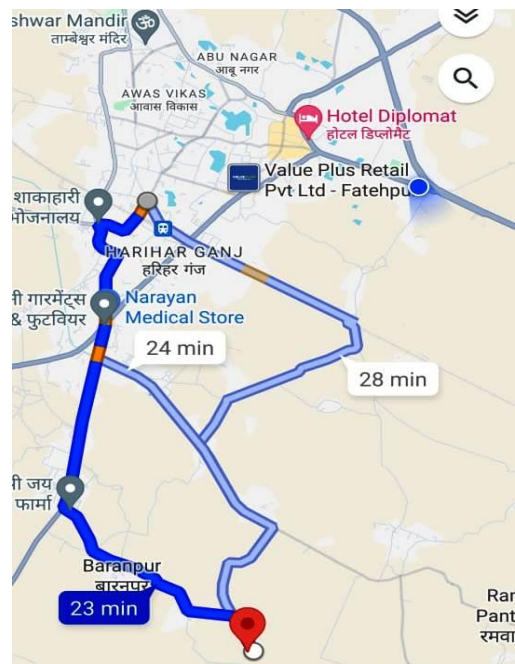 shwar Mandir
ताम्बेश्वर मंदिर
ABU NAGAR
आबू नगर
AWAS VIKAS
आवास विकास
Hotel Diplomat
होटल डिप्लोमैट
Value Plus Retail
Pvt Ltd - Fatehpu
शाकाहारी
भोजनालय
HARIHAR GANJ
हरिहर गंज
ी गारमेंट्स
& फुटवियर
Narayan
Medical Store
24 min
28 min
ी जय
फार्मा
Baranpur
बारनपुर
23 min
Rar
Pant
रमवा